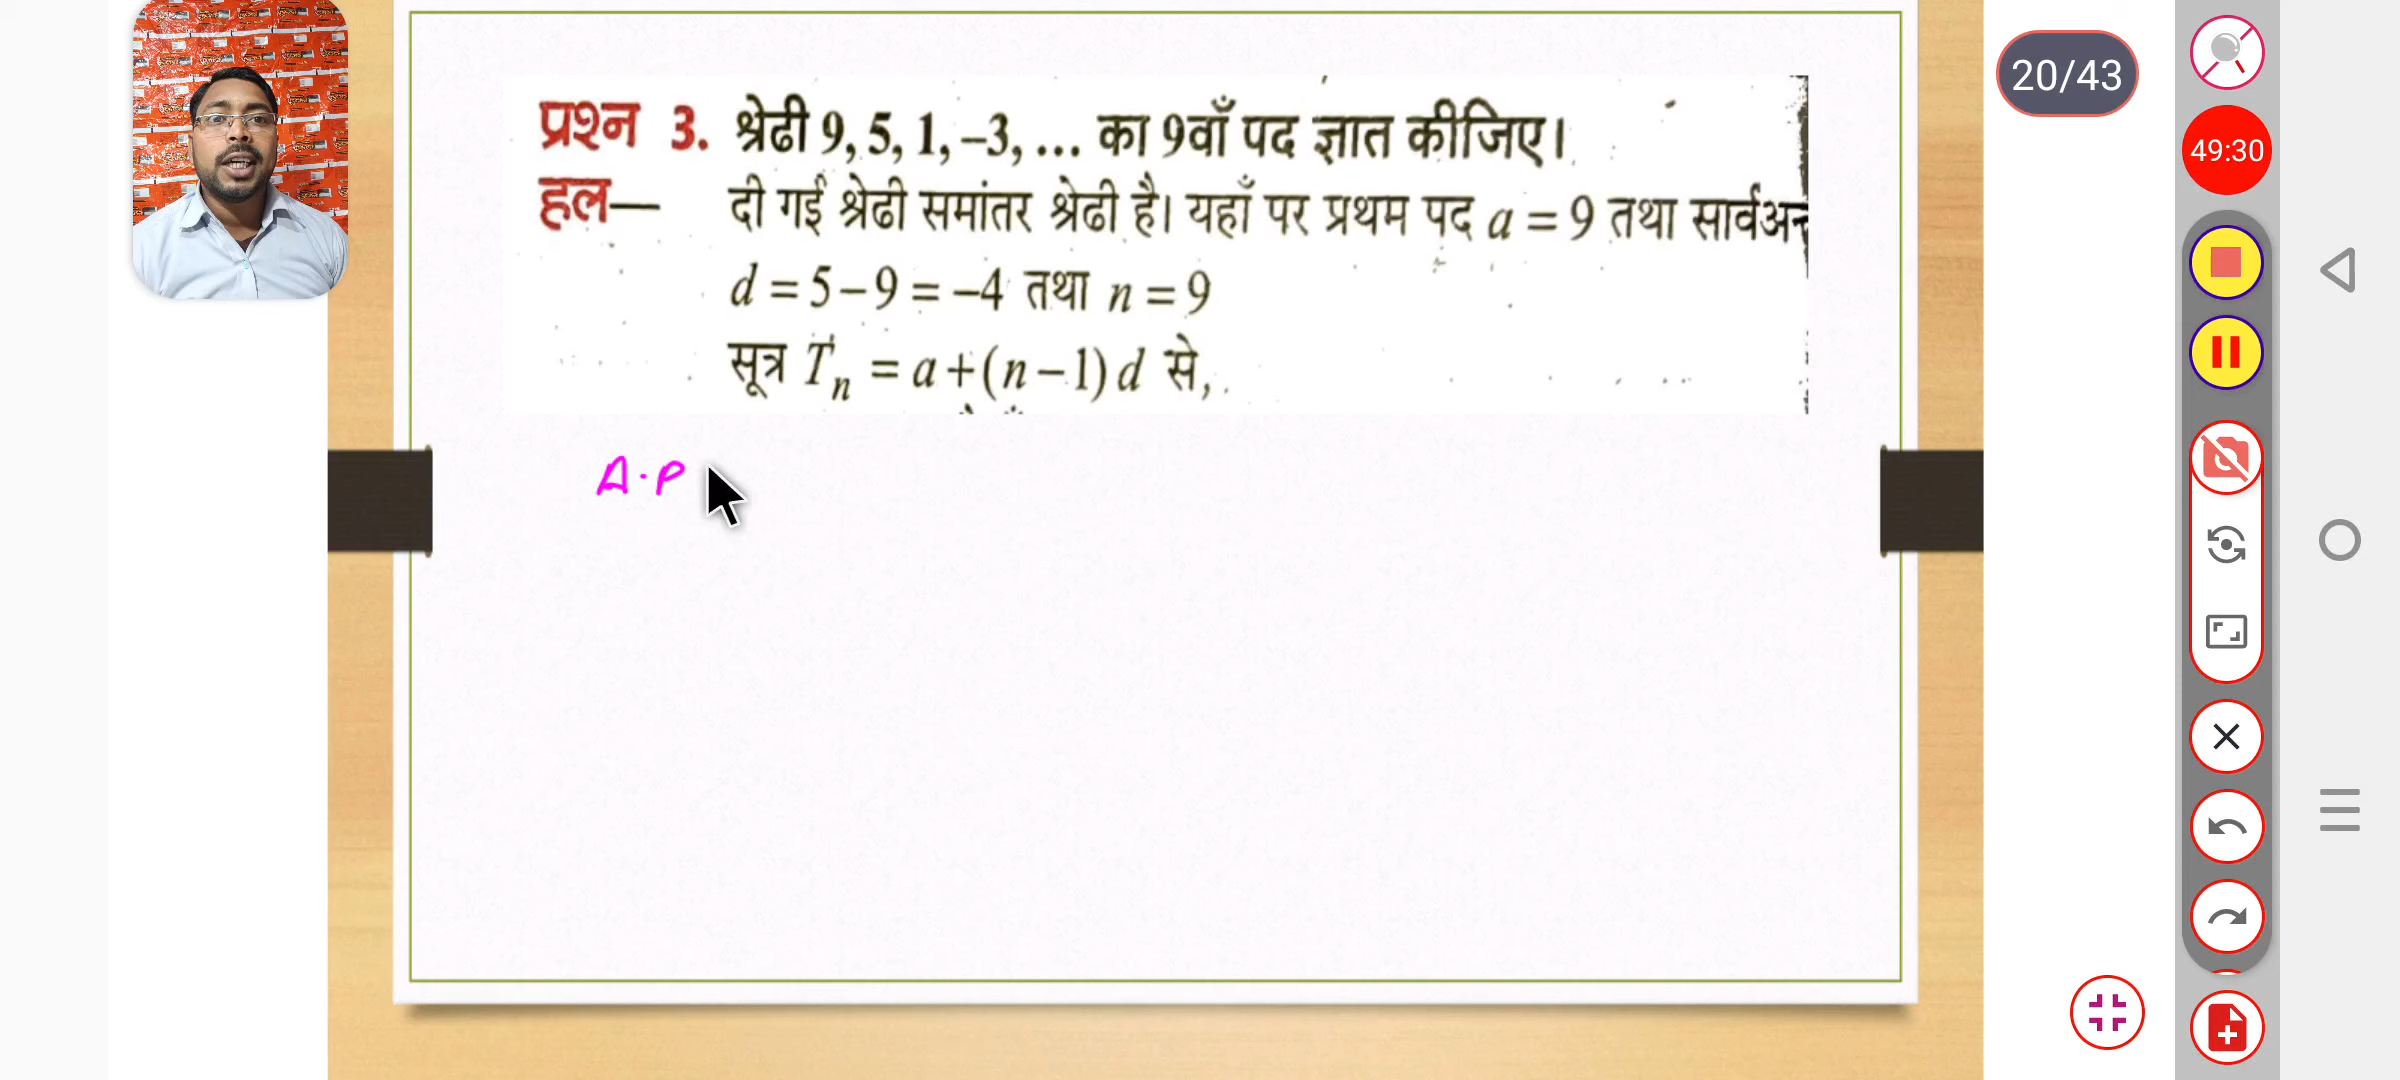 प्रश्न 3. श्रेढी 9, 5, 1, –3, ... का 9वाँ पद ज्ञात कीजिए।
हल— दी गई श्रेढी समांतर श्रेढी है। यहाँ पर प्रथम पद a = 9 तथा
d = 5 – 9 = –4 तथा n = 9
सूत्र Tn = a + (n – 1) d से,
A.P
20/43
49:30